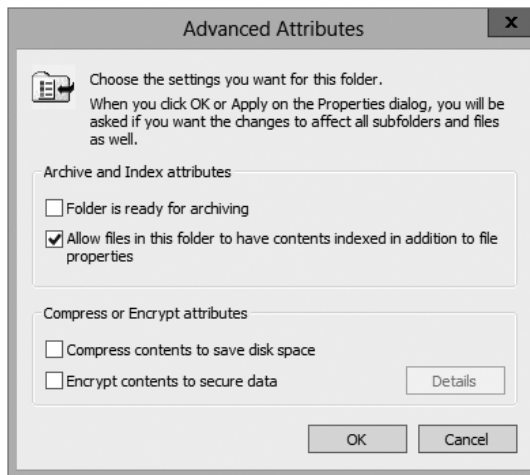 Advanced Attributes
x
Choose the settings you want for this folder.
When you click OK or Apply on the Properties dialog, you will be
asked if you want the changes to affect all subfolders and files
as well.
Archive and Index attributes
Folder is ready for archiving
Allow files in this folder to have contents indexed in addition to file
properties
Compress or Encrypt attributes
Compress contents to save disk space
Encrypt contents to secure data
Details
OK
Cancel